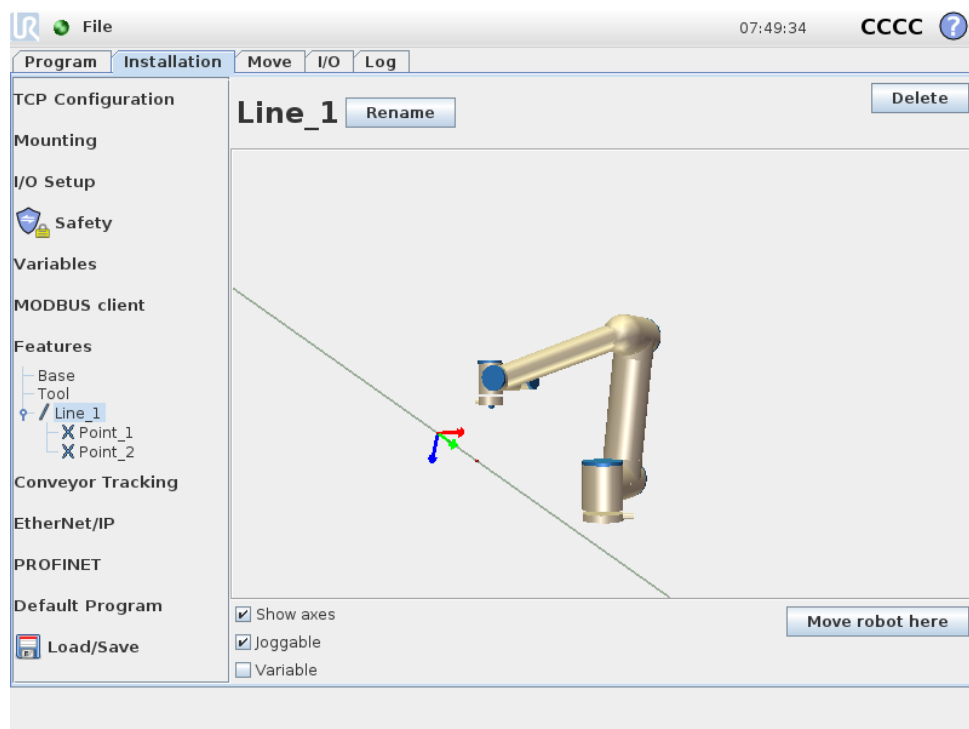 UR File 07:49:34 CCCC ?
Program Installation Move I/O Log
TCP Configuration
Mounting
I/O Setup
Safety
Variables
MODBUS client
Features
Base
Tool
Line_1
Point_1
Point_2
Conveyor Tracking
EtherNet/IP
PROFINET
Default Program
Load/Save
Line_1 Rename Delete
Show axes
Joggable
Variable
Move robot here